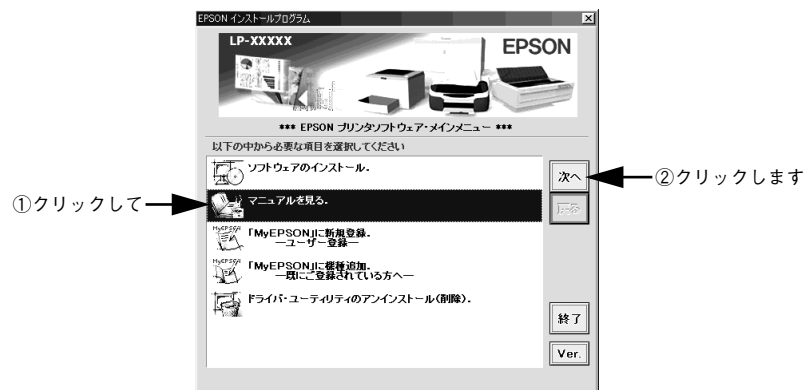 EPSON インストールプログラム
LP-XXXXX
EPSON
*** EPSON プリンタソフトウェア・メインメニュー ***
以下の中から必要な項目を選択してください
ソフトウェアのインストール.
次へ
②クリックします
①クリックして
マニュアルを見る.
戻る
MyEPSON
「MyEPSON」に新規登録.
―ユーザー登録―
MyEPSON
「MyEPSON」に機種追加.
―既にご登録されている方へ―
ドライバ・ユーティリティのアンインストール(削除).
終了
Ver.